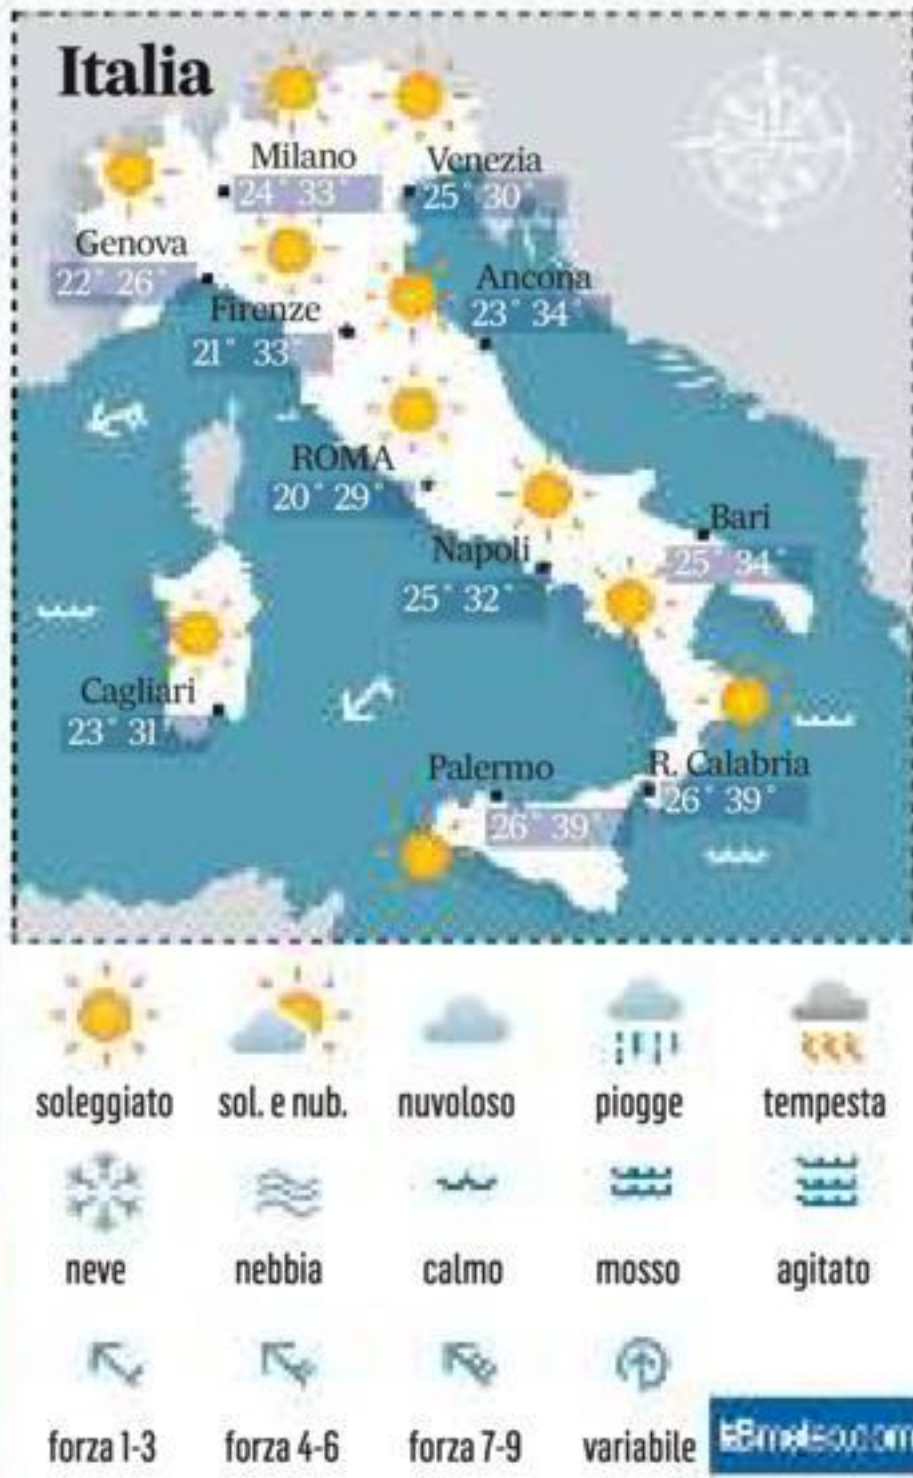 Italia
Milano
24° 33°
Venezia
25° 30°
Genova
22° 26°
Ancona
23° 34°
Firenze
21° 33°
ROMA
20° 29°
Bari
25° 34°
Napoli
25° 32°
Cagliari
23° 31°
Palermo
26° 39°
R. Calabria
26° 39°
soleggiato sol. e nub. nuvoloso piogge tempesta
neve nebbia calmo mosso agitato
forza 1-3 forza 4-6 forza 7-9 variabile